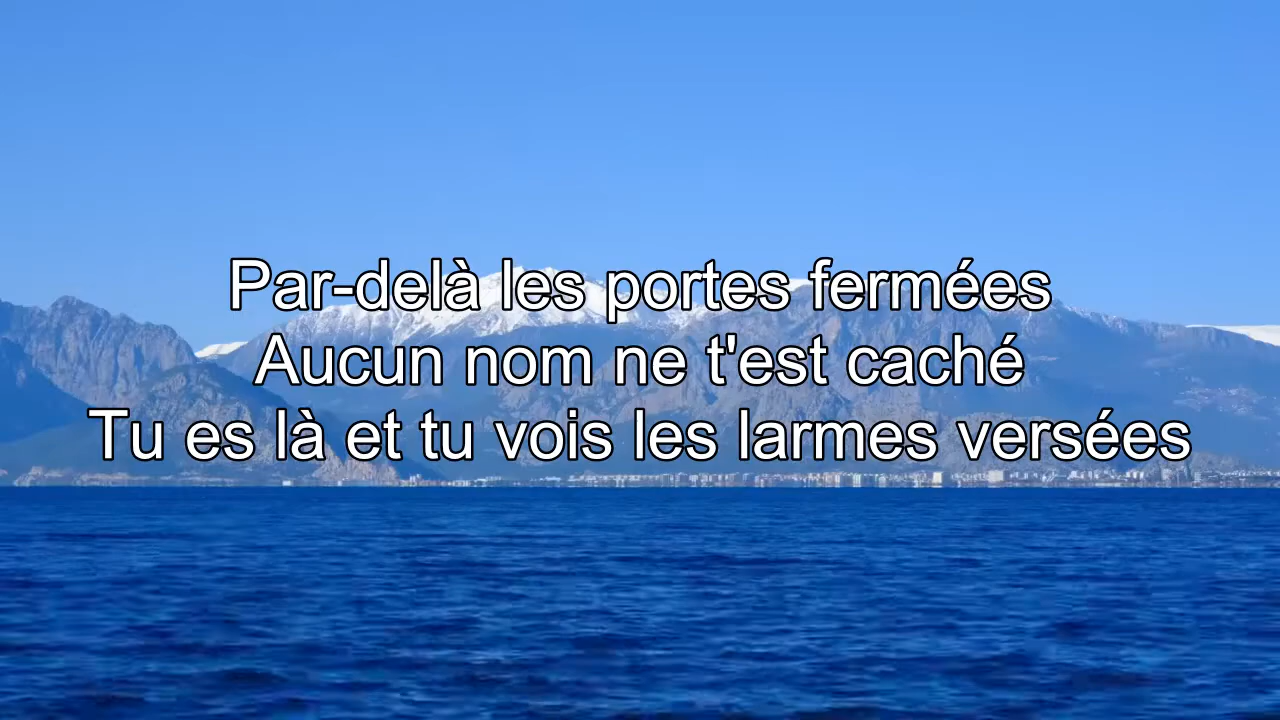 Par-delà les portes fermées
Aucun nom ne t'est caché
Tu es là et tu vois les larmes versées